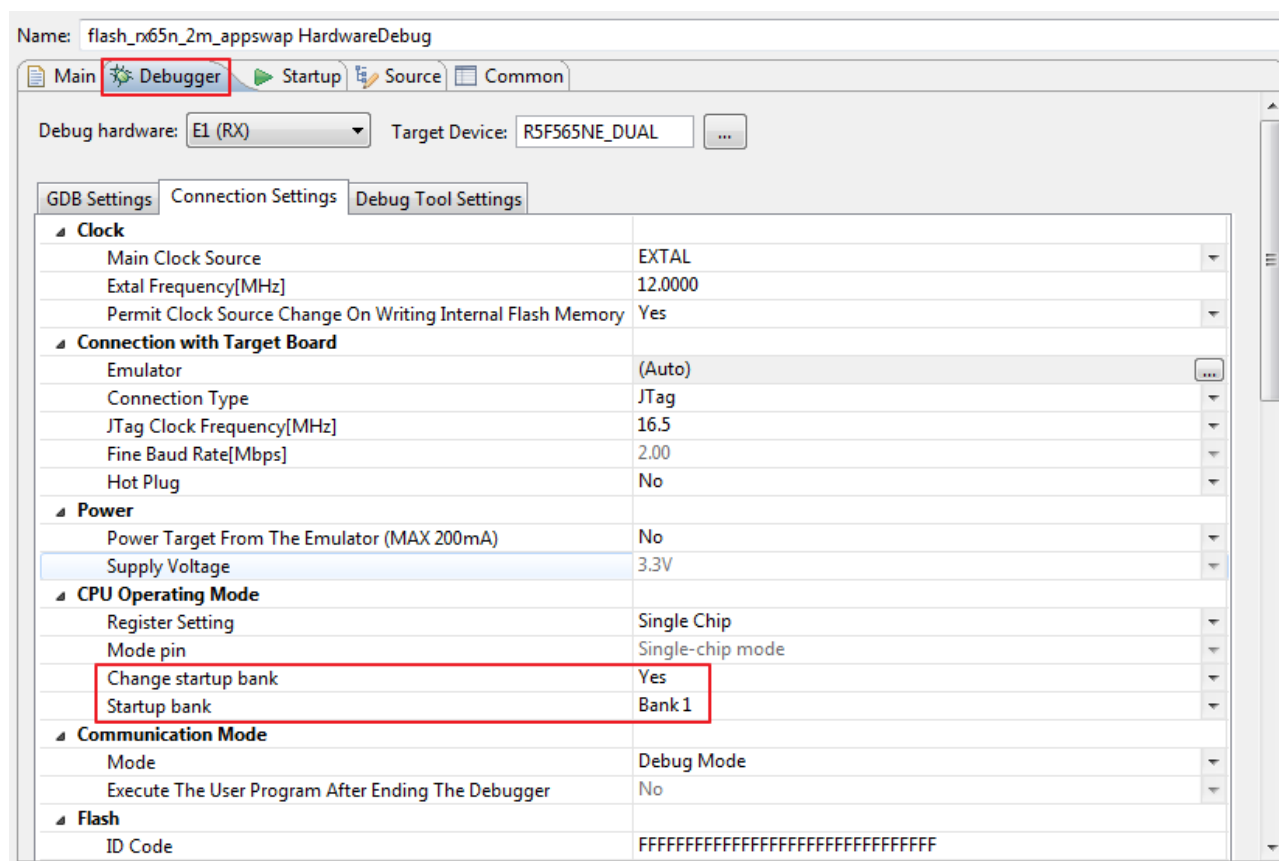 Name: flash_rx65n_2m_appswap HardwareDebug
Main Debugger Startup Source Common
Debug hardware: E1 (RX) Target Device: R5F565NE_DUAL ...
GDB Settings Connection Settings Debug Tool Settings
Clock
Main Clock Source EXTAL
Extal Frequency[MHz] 12.0000
Permit Clock Source Change On Writing Internal Flash Memory Yes
Connection with Target Board
Emulator (Auto) ...
Connection Type JTag
JTag Clock Frequency[MHz] 16.5
Fine Baud Rate[Mbps] 2.00
Hot Plug No
Power
Power Target From The Emulator (MAX 200mA) No
Supply Voltage 3.3V
CPU Operating Mode
Register Setting Single Chip
Mode pin Single-chip mode
Change startup bank Yes
Startup bank Bank 1
Communication Mode
Mode Debug Mode
Execute The User Program After Ending The Debugger No
Flash
ID Code FFFFFFFFFFFFFFFFFFFFFFFFFFFFFFFF